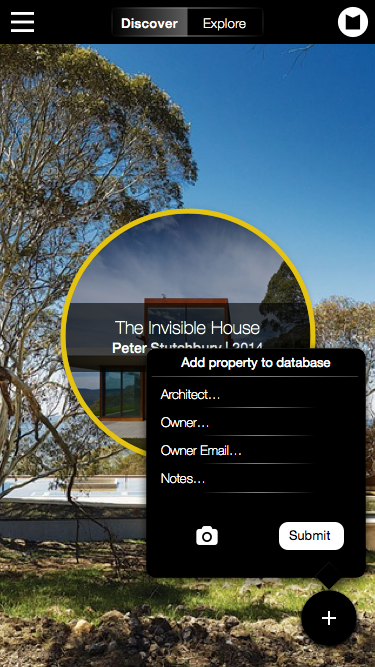 Discover Explore
The Invisible House
Peter Stutchbury | 2014
Add property to database
Architect...
Owner...
Owner Email...
Notes...
Submit